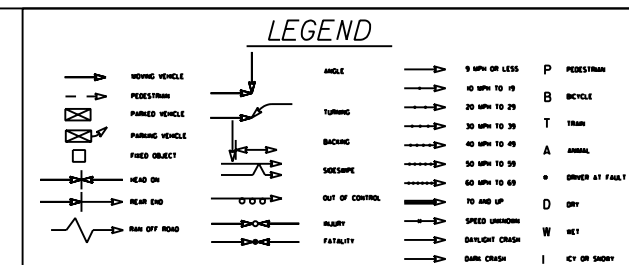 LEGEND
MOVING VEHICLE
PEDESTRIAN
PARKED VEHICLE
PARKING VEHICLE
FIXED OBJECT
HEAD ON
REAR END
RAN OFF ROAD
ANGLE
TURNING
BACKING
SIDESWIPE
OUT OF CONTROL
INJURY
FATALITY
9 MPH OR LESS
10 MPH TO 19
20 MPH TO 29
30 MPH TO 39
40 MPH TO 49
50 MPH TO 59
60 MPH TO 69
70 AND UP
SPEED UNKNOWN
DAYLIGHT CRASH
DARK CRASH
P PEDESTRIAN
B BICYCLE
T TRAIN
A ANIMAL
DRIVER AT FAULT
D DRY
W WET
I ICY OR SNOWY